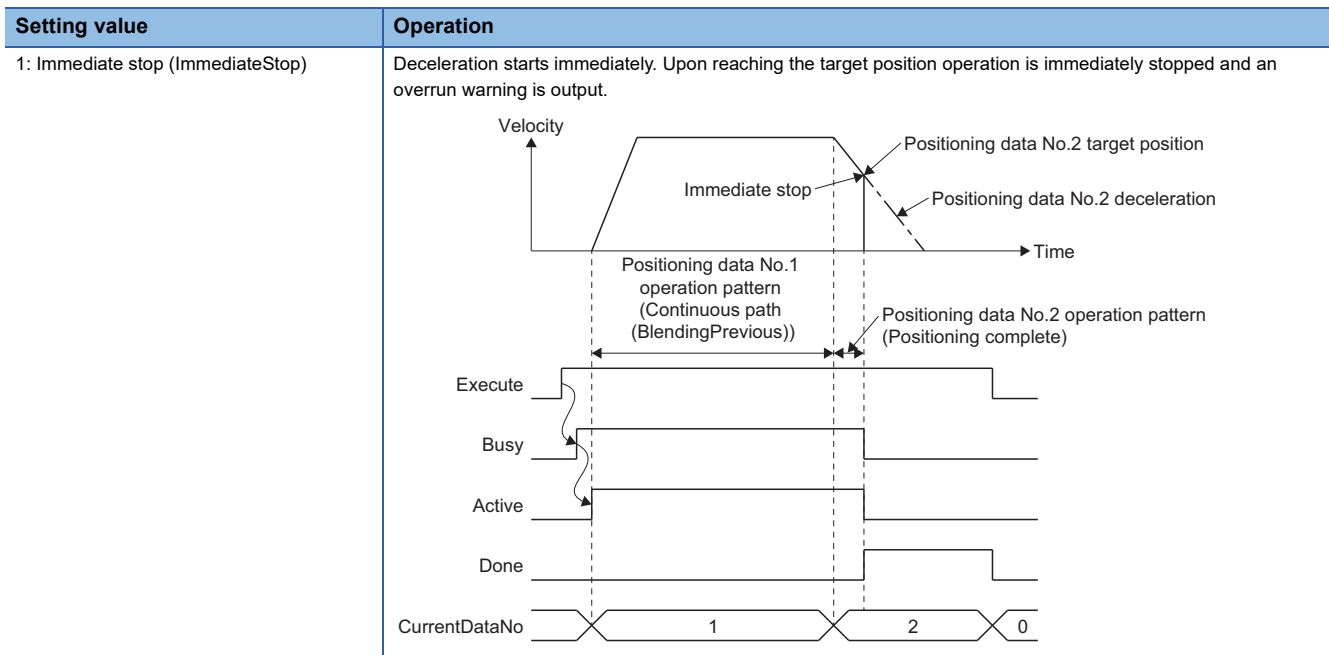 Setting value
Operation
1: Immediate stop (ImmediateStop)
Deceleration starts immediately. Upon reaching the target position operation is immediately stopped and an
overrun warning is output.
Velocity
Positioning data No.2 target position
Immediate stop
Positioning data No.2 deceleration
Time
Positioning data No.1
operation pattern
(Continuous path
(BlendingPrevious))
Positioning data No.2 operation pattern
(Positioning complete)
Execute
Busy
Active
Done
CurrentDataNo
1
2
0